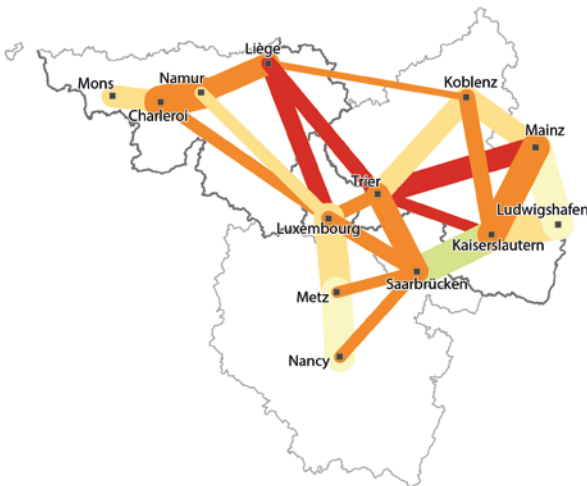 Liège
Mons
Namur
Charleroi
Koblenz
Mainz
Trier
Ludwigshafen
Luxembourg
Kaiserslautern
Saarbrücken
Metz
Nancy